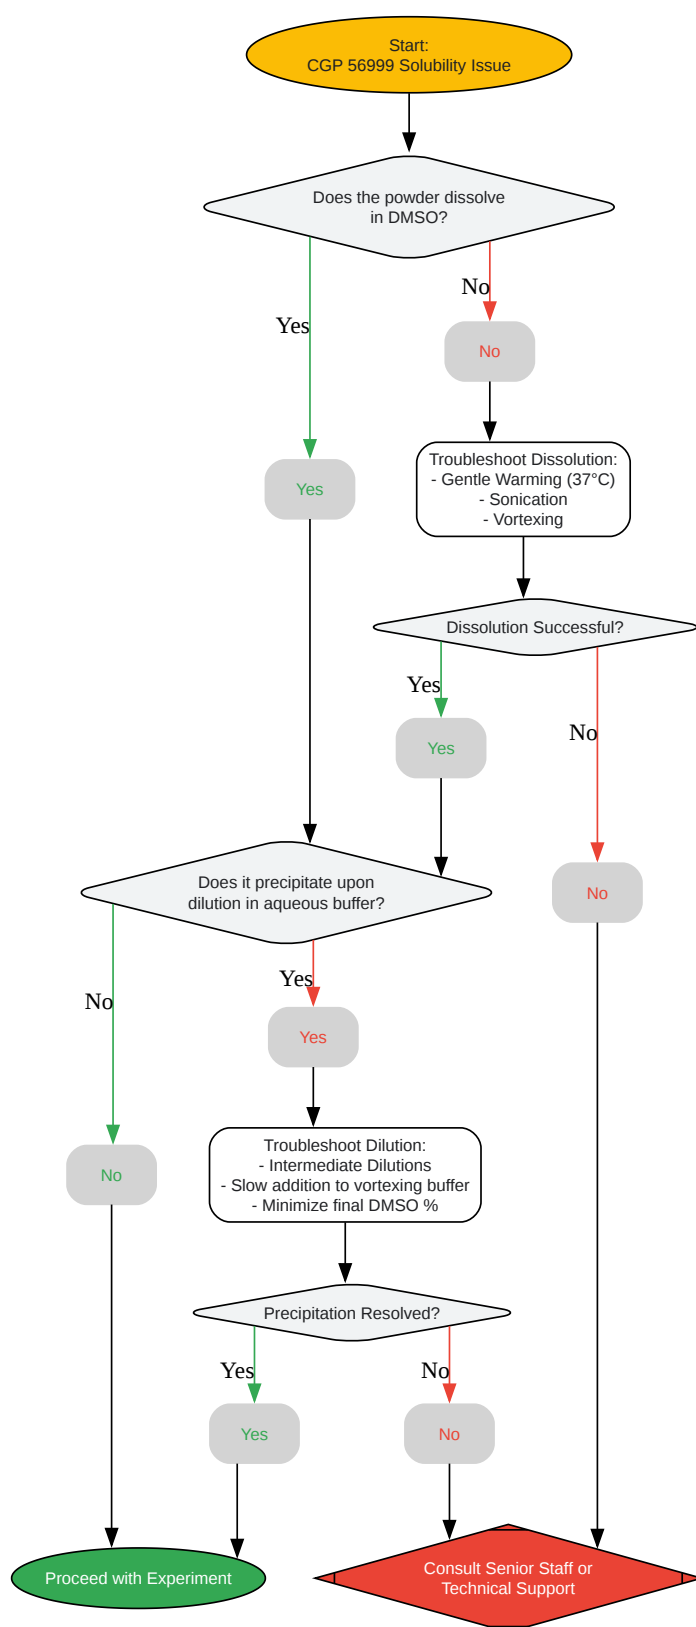 Start:
CGP 56999 Solubility Issue
Does the powder dissolve
in DMSO?
No
Yes
No
Troubleshoot Dissolution:
- Gentle Warming (37°C)
- Sonication
- Vortexing
Yes
Dissolution Successful?
Yes
No
Yes
Does it precipitate upon
dilution in aqueous buffer?
No
Yes
No
Yes
Troubleshoot Dilution:
- Intermediate Dilutions
- Slow addition to vortexing buffer
- Minimize final DMSO %
No
Precipitation Resolved?
Yes
No
Yes
No
Proceed with Experiment
Consult Senior Staff or
Technical Support